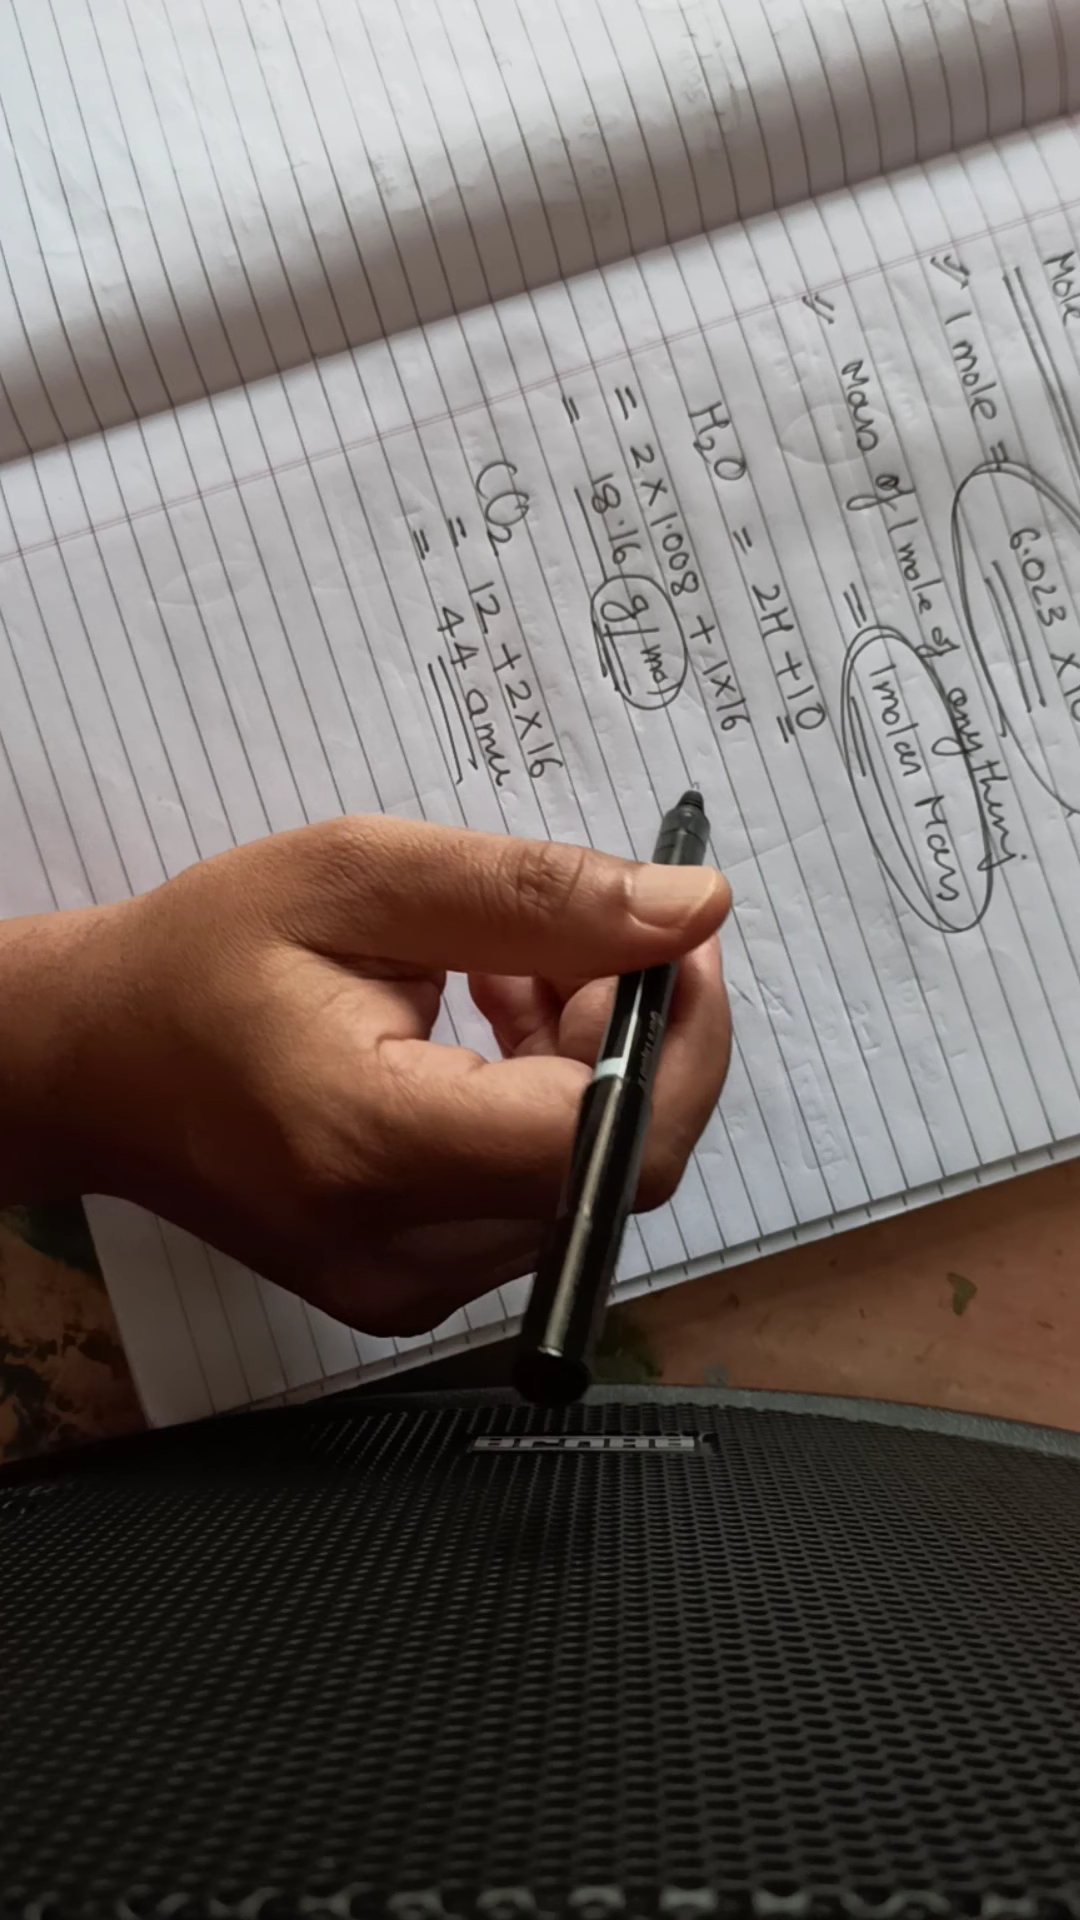 Mole
1 mole = 6.023 × 10
Mass of 1 mole of anything
= 1 molar Mass
H₂O = 2H + 1O
= 2×1.008 + 1×16
= 18.16 g/mol
CO₂ = 12 + 2×16
= 44 amu